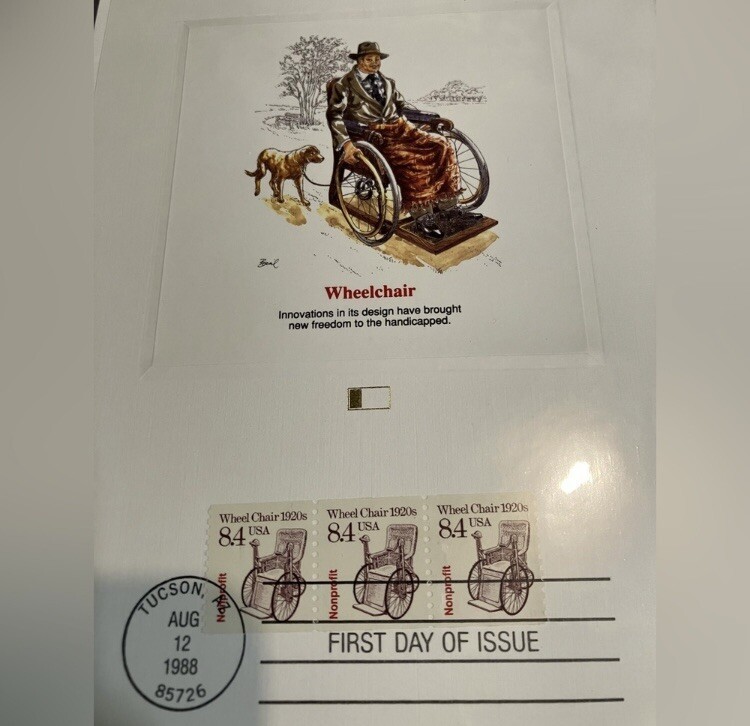 Beal
Wheelchair
Innovations in its design have brought
new freedom to the handicapped.
Wheel Chair 1920s
8.4 USA
Nonprofit
Wheel Chair 1920s
8.4 USA
Nonprofit
Wheel Chair 1920s
8.4 USA
Nonprofit
TUCSON, AZ
AUG
12
1988
85726
FIRST DAY OF ISSUE